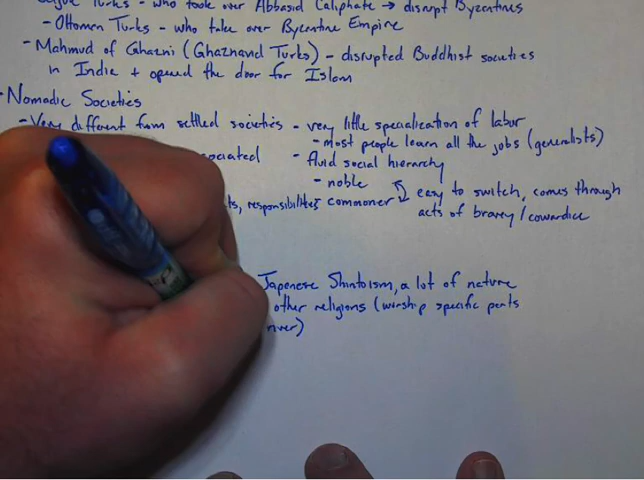 Turks - who took over Abbasid Caliphate → disrupt Byzantines
- Ottoman Turks - who take over Byzantine Empire
- Mahmud of Ghazni (Ghaznavid Turks) - disrupted Buddhist societies
in India + opened the door for Islam
- Nomadic Societies
- Very different from settled societies - very little specialization of labor
- most people learn all the jobs (generalists)
- fluid social hierarchy
- noble
responsibilities commoner easy to switch, comes through
acts of bravery/cowardice
Japenese Shintoism, a lot of nature
other religions (worship specific parts
river)